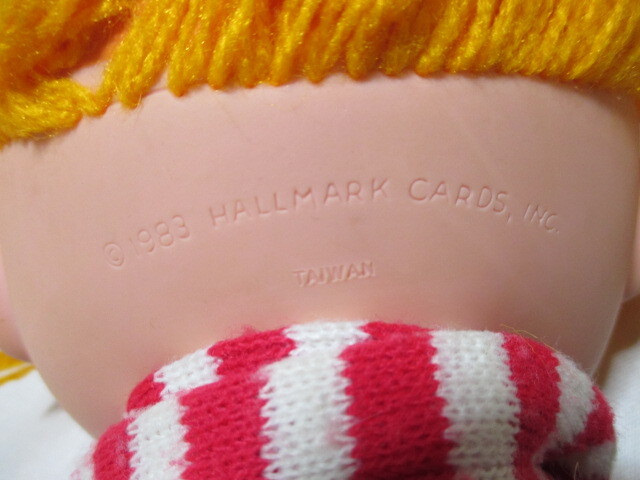 © 1983 HALLMARK CARDS, INC.
TAIWAN